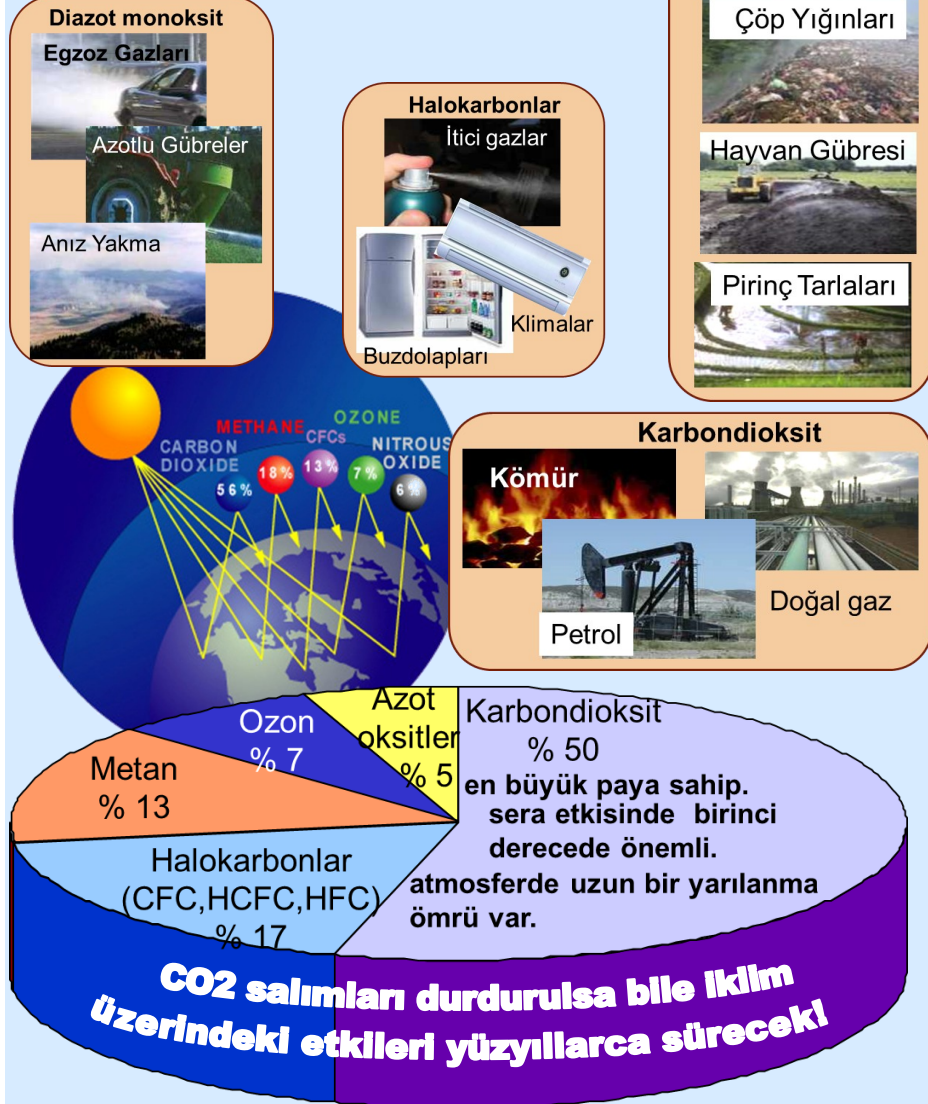 Diazot monoksit
Egzoz Gazları
Azotlu Gübreler
Anız Yakma
Halokarbonlar
İtici gazlar
Klimalar
Buzdolapları
Çöp Yığınları
Hayvan Gübresi
Pirinç Tarlaları
CARBON
DIOXIDE
56%
METHANE
18%
CFCs
13%
OZONE
7%
NITROUS
OXIDE
6%
Karbondioksit
Kömür
Petrol
Doğal gaz
Azot
oksitler
% 5
Ozon
% 7
Metan
% 13
Halokarbonlar
(CFC,HCFC,HFC)
% 17
Karbondioksit
% 50
en büyük paya sahip.
sera etkisinde birinci
derecede önemli.
atmosferde uzun bir yarılanma
ömrü var.
CO2 salımları durdurulsa bile iklim
üzerindeki etkileri yüzyıllarca sürecek!